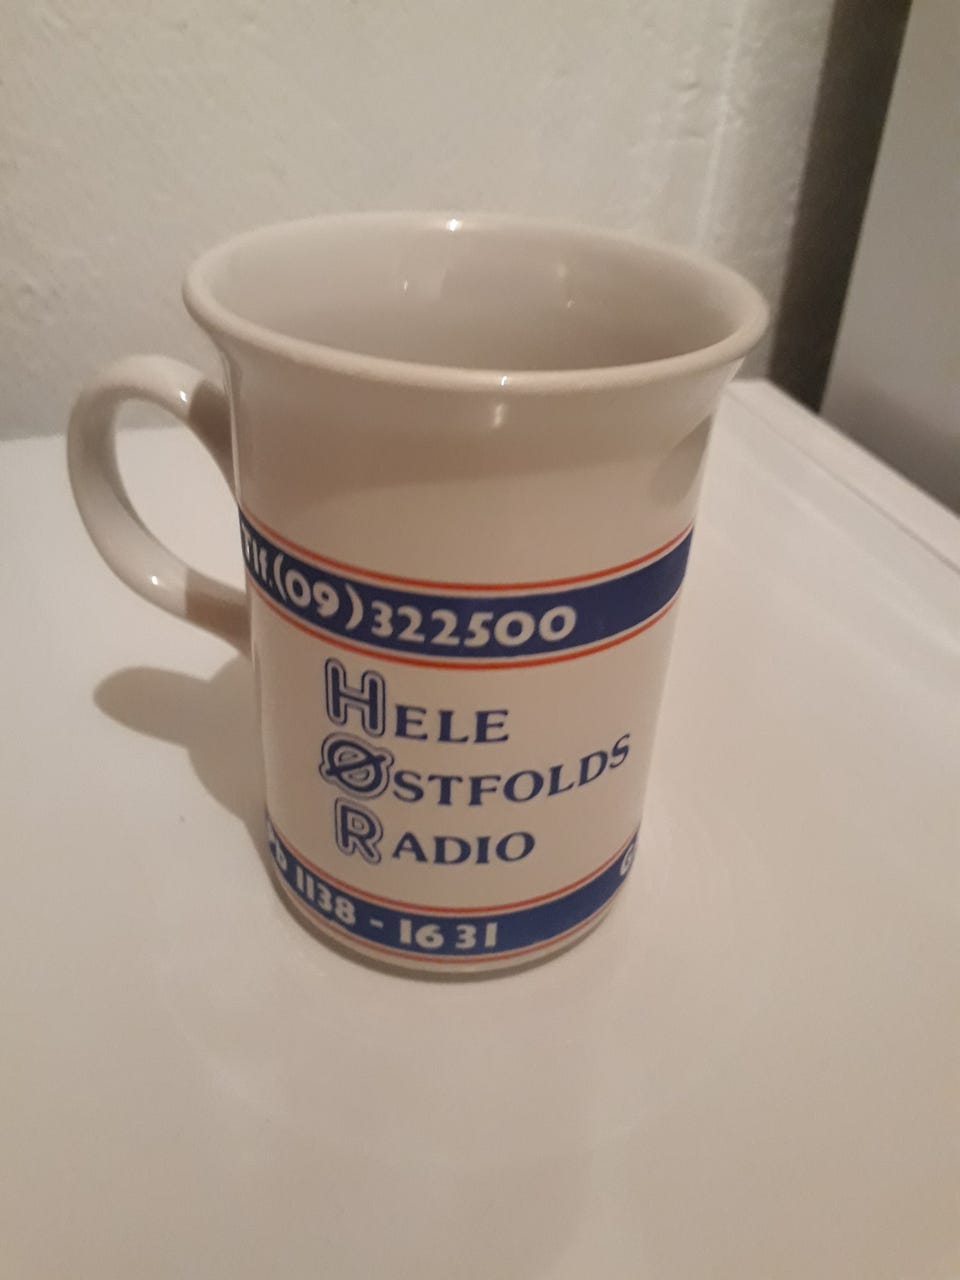 Tlf.(09)322500
HELE
ØSTFOLDS
RADIO
1138 - 1631